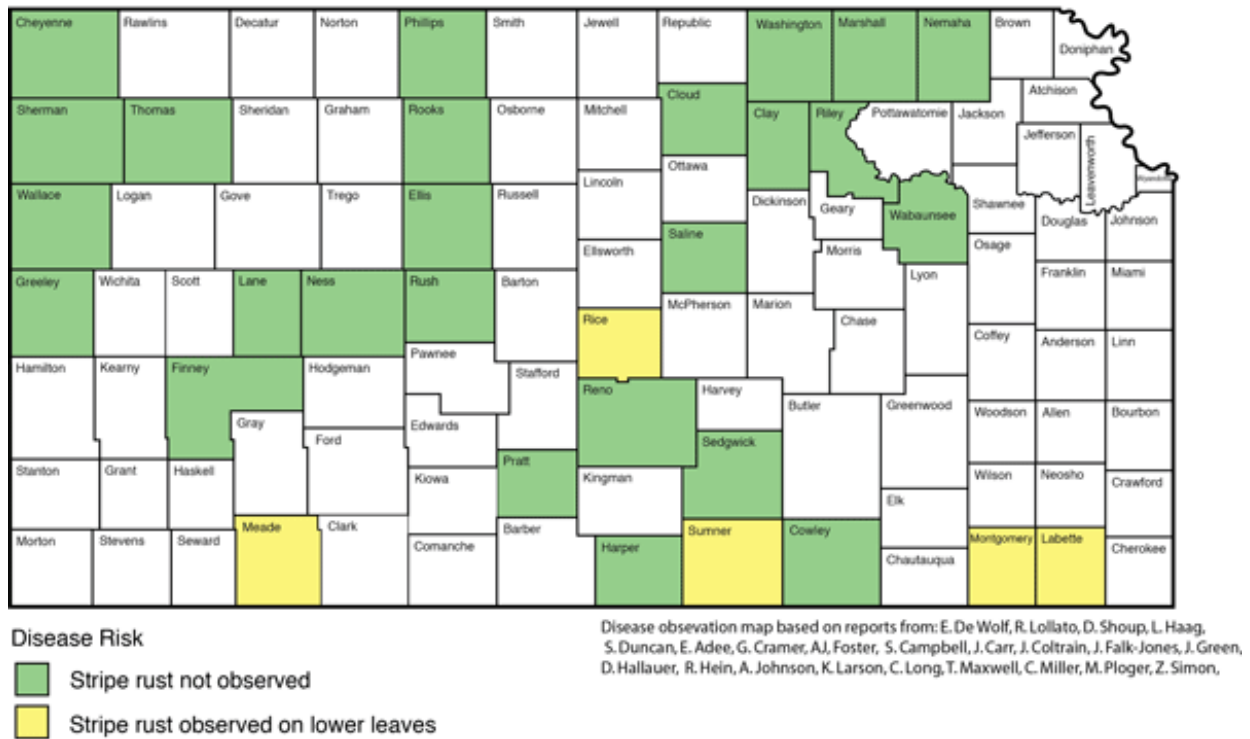 Cheyenne
Rawlins
Decatur
Norton
Phillips
Smith
Jewell
Republic
Washington
Marshall
Nemaha
Brown
Doniphan
Sherman
Thomas
Sheridan
Graham
Rooks
Osborne
Mitchell
Cloud
Clay
Riley
Pottawatomie
Jackson
Atchison
Jefferson
Leavenworth
Wallace
Logan
Gove
Trego
Ellis
Russell
Lincoln
Ottawa
Dickinson
Geary
Wabaunsee
Shawnee
Douglas
Johnson
Ellsworth
Saline
Morris
Osage
Greeley
Wichita
Scott
Lane
Ness
Rush
Barton
Rice
McPherson
Marion
Chase
Lyon
Franklin
Miami
Hamilton
Kearny
Finney
Hodgeman
Pawnee
Stafford
Reno
Harvey
Butler
Greenwood
Coffey
Anderson
Linn
Gray
Ford
Edwards
Sedgwick
Woodson
Allen
Bourbon
Stanton
Grant
Haskell
Kiowa
Pratt
Kingman
Elk
Wilson
Neosho
Crawford
Morton
Stevens
Seward
Meade
Clark
Comanche
Barber
Harper
Sumner
Cowley
Chautauqua
Montgomery
Labette
Cherokee
Disease Risk
Stripe rust not observed
Stripe rust observed on lower leaves
Disease obsevation map based on reports from: E. De Wolf, R. Lollato, D. Shoup, L. Haag,
S. Duncan, E. Adee, G. Cramer, AJ, Foster, S. Campbell, J. Carr, J. Coltrain, J. Falk-Jones, J. Green,
D. Hallauer, R. Hein, A. Johnson, K. Larson, C. Long, T. Maxwell, C. Miller, M. Ploger, Z. Simon,